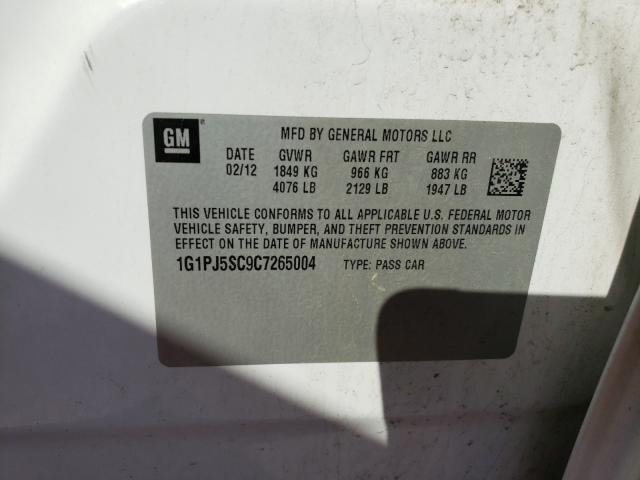 GM ®
MFD BY GENERAL MOTORS LLC
DATE GVWR GAWR FRT GAWR RR
02/12 1849 KG 966 KG 883 KG
4076 LB 2129 LB 1947 LB
THIS VEHICLE CONFORMS TO ALL APPLICABLE U.S. FEDERAL MOTOR
VEHICLE SAFETY, BUMPER, AND THEFT PREVENTION STANDARDS IN
EFFECT ON THE DATE OF MANUFACTURE SHOWN ABOVE.
1G1PJ5SC9C7265004 TYPE: PASS CAR